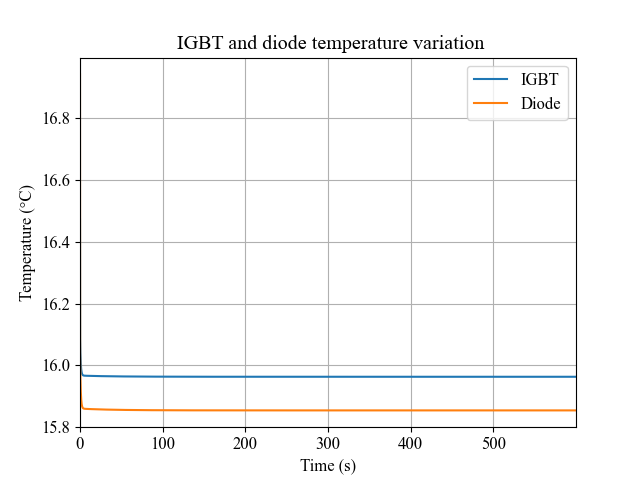 IGBT and diode temperature variation
IGBT
Diode
Temperature (°C)
16.8
16.6
16.4
16.2
16.0
15.8
0
100
200
300
400
500
Time (s)